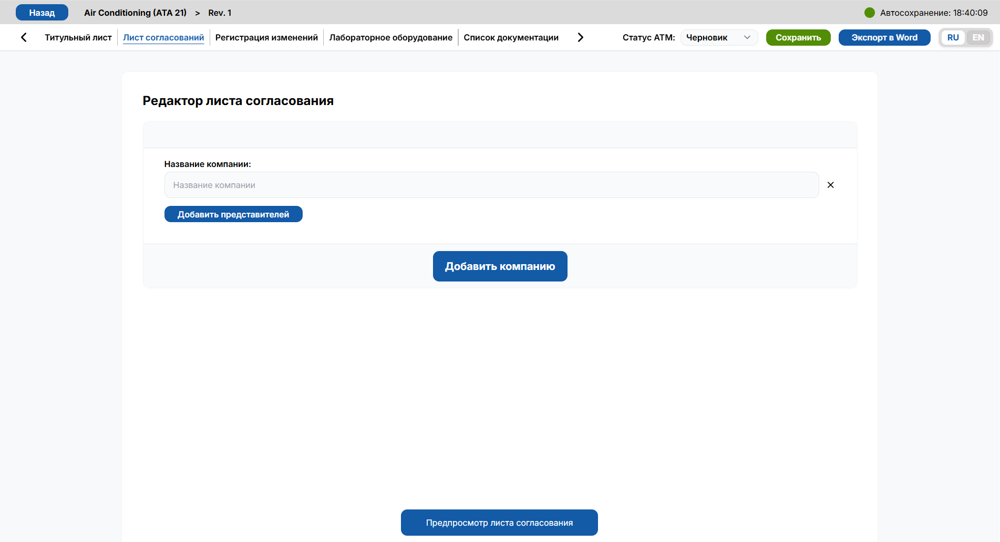 Назад Air Conditioning (ATA 21) > Rev. 1 Автосохранение: 18:40:09
Титульный лист Лист согласований Регистрация изменений Лабораторное оборудование Список документации Статус АТМ: Черновик Сохранить Экспорт в Word RU EN
Редактор листа согласования
Название компании:
Название компании
Добавить представителей
Добавить компанию
Предпросмотр листа согласования